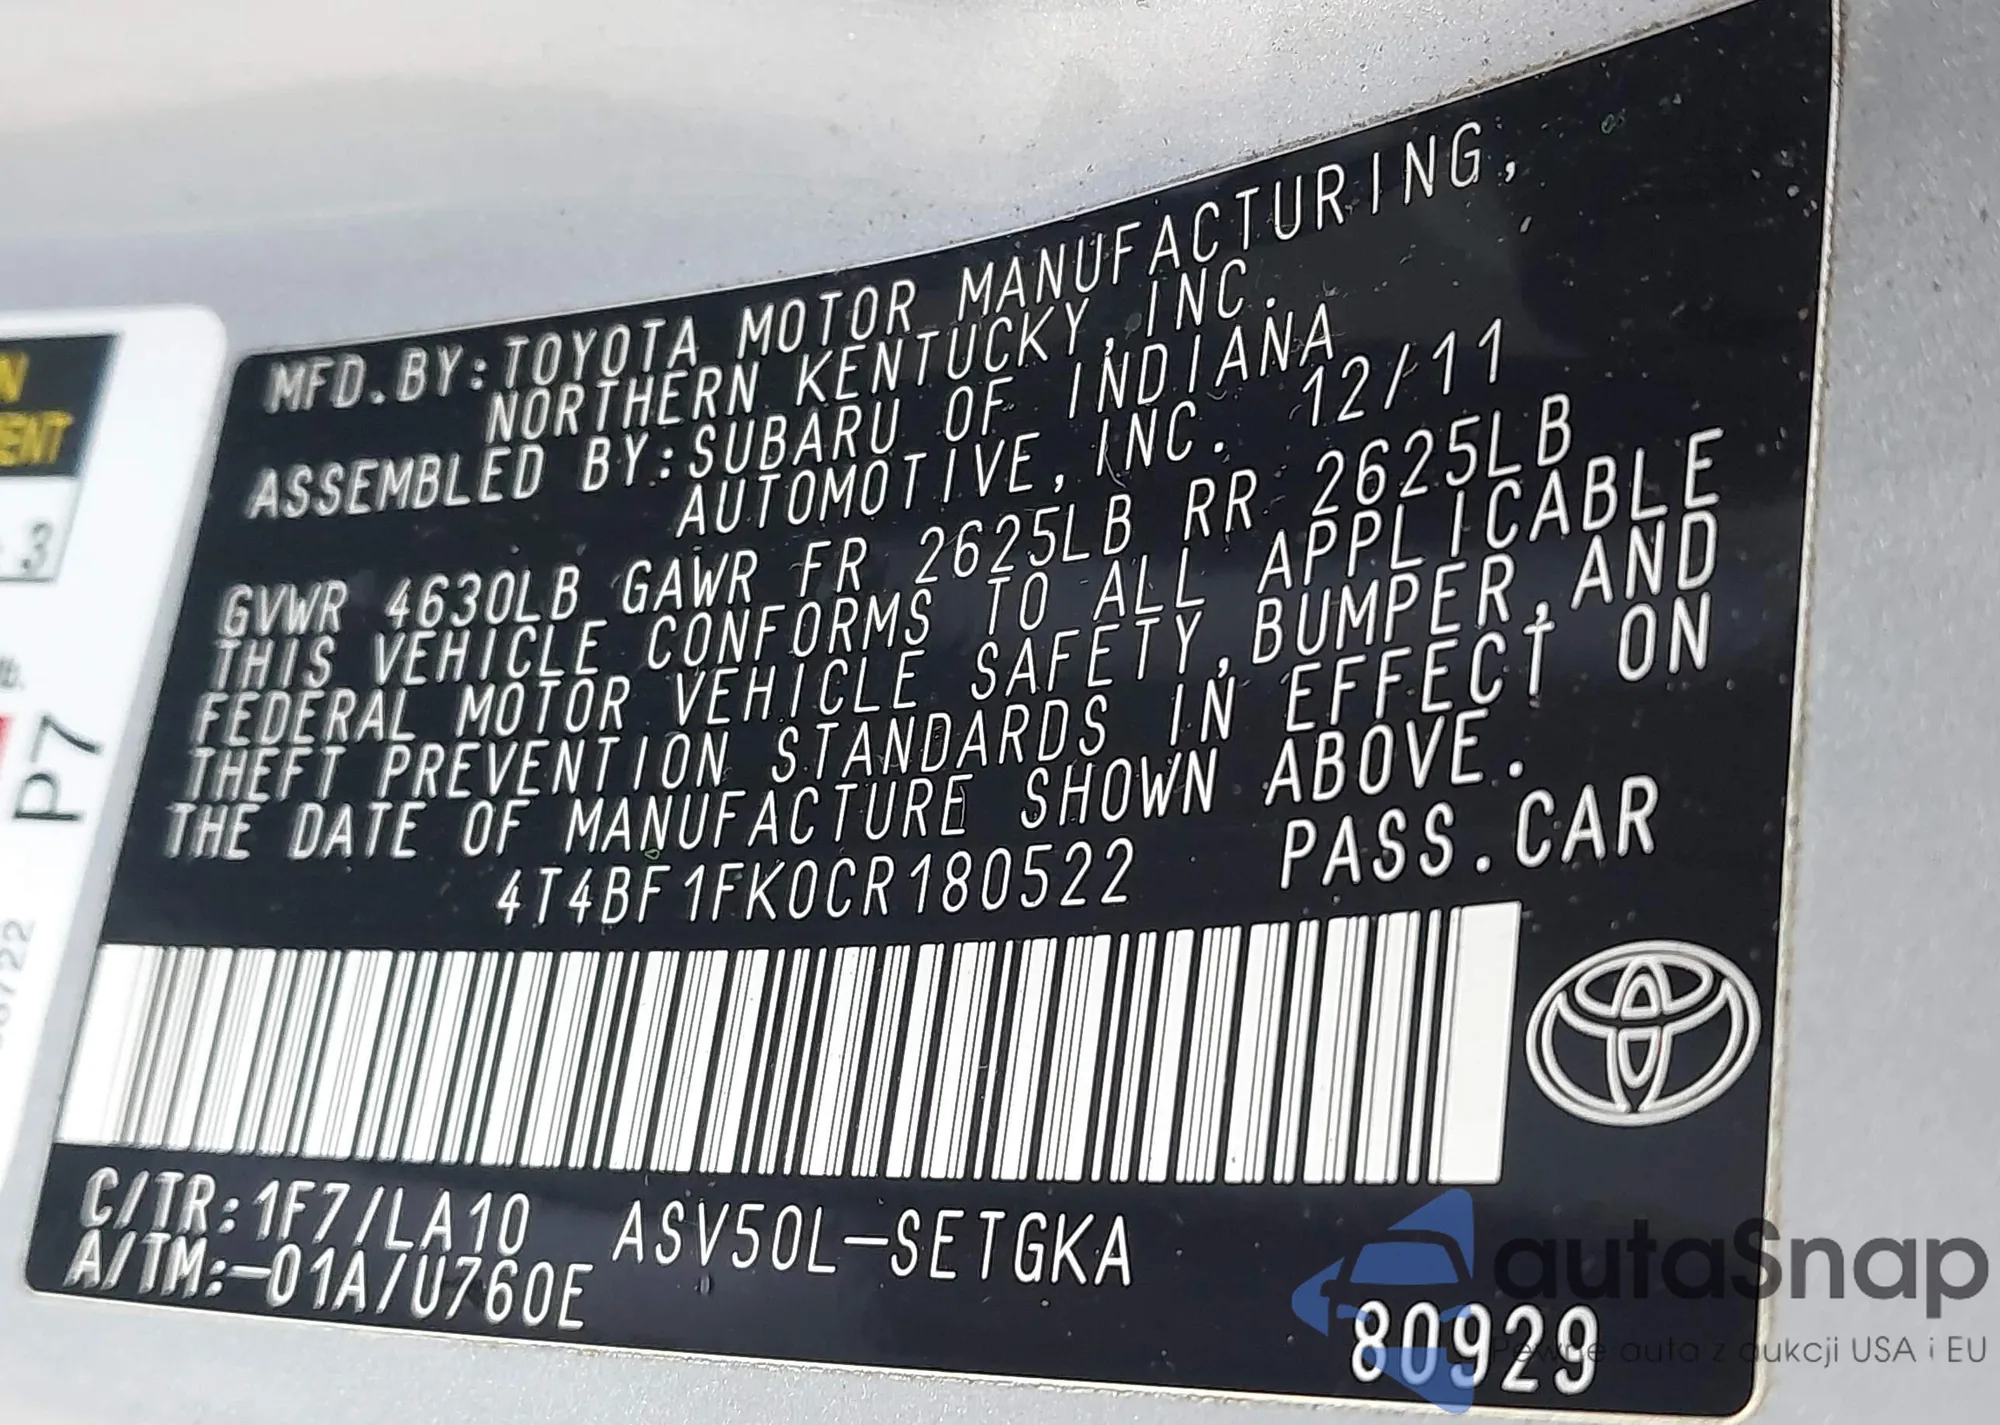 MFD.BY:TOYOTA MOTOR MANUFACTURING,
NORTHERN KENTUCKY, INC.
ASSEMBLED BY:SUBARU OF INDIANA
AUTOMOTIVE, INC. 12/11
GVWR 4630LB GAWR FR 2625LB RR 2625LB
THIS VEHICLE CONFORMS TO ALL APPLICABLE
FEDERAL MOTOR VEHICLE SAFETY,BUMPER,AND
THEFT PREVENTION STANDARDS IN EFFECT ON
THE DATE OF MANUFACTURE SHOWN ABOVE.
4T4BF1FK0CR180522 PASS.CAR
C/TR:1F7/LA10 ASV50L-SETGKA
A/TM:-01A/U760E
80929
autaSnap
Pewne auta z aukcji USA i EU
P7